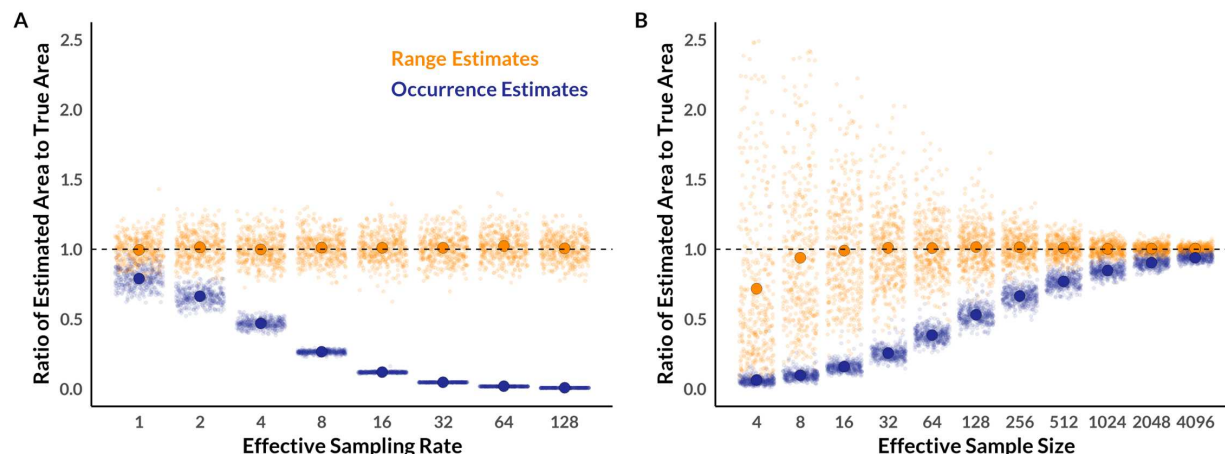 A
Ratio of Estimated Area to True Area
2.5
2.0
1.5
1.0
0.5
0.0
Range Estimates
Occurrence Estimates
1 2 4 8 16 32 64 128
Effective Sampling Rate
B
Ratio of Estimated Area to True Area
2.5
2.0
1.5
1.0
0.5
0.0
4 8 16 32 64 128 256 512 1024 2048 4096
Effective Sample Size